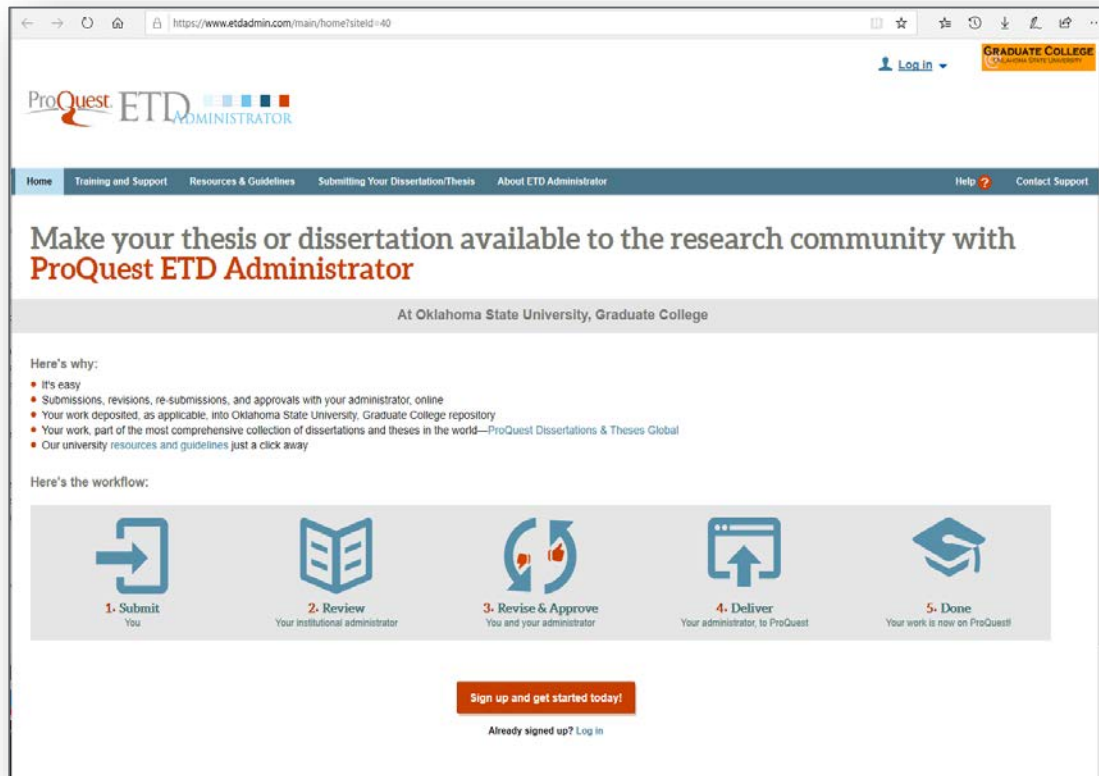 https://www.etdadmin.com/main/home?siteId=40
Log in
GRADUATE COLLEGE
OKLAHOMA STATE UNIVERSITY
ProQuest ETD ADMINISTRATOR
Home Training and Support Resources & Guidelines Submitting Your Dissertation/Thesis About ETD Administrator Help ? Contact Support
Make your thesis or dissertation available to the research community with
ProQuest ETD Administrator
At Oklahoma State University, Graduate College
Here's why:
It's easy
Submissions, revisions, re-submissions, and approvals with your administrator, online
Your work deposited, as applicable, into Oklahoma State University, Graduate College repository
Your work, part of the most comprehensive collection of dissertations and theses in the world—ProQuest Dissertations & Theses Global
Our university resources and guidelines just a click away
Here's the workflow:
1. Submit
You
2. Review
Your institutional administrator
3. Revise & Approve
You and your administrator
4. Deliver
Your administrator, to ProQuest
5. Done
Your work is now on ProQuest!
Sign up and get started today!
Already signed up? Log in